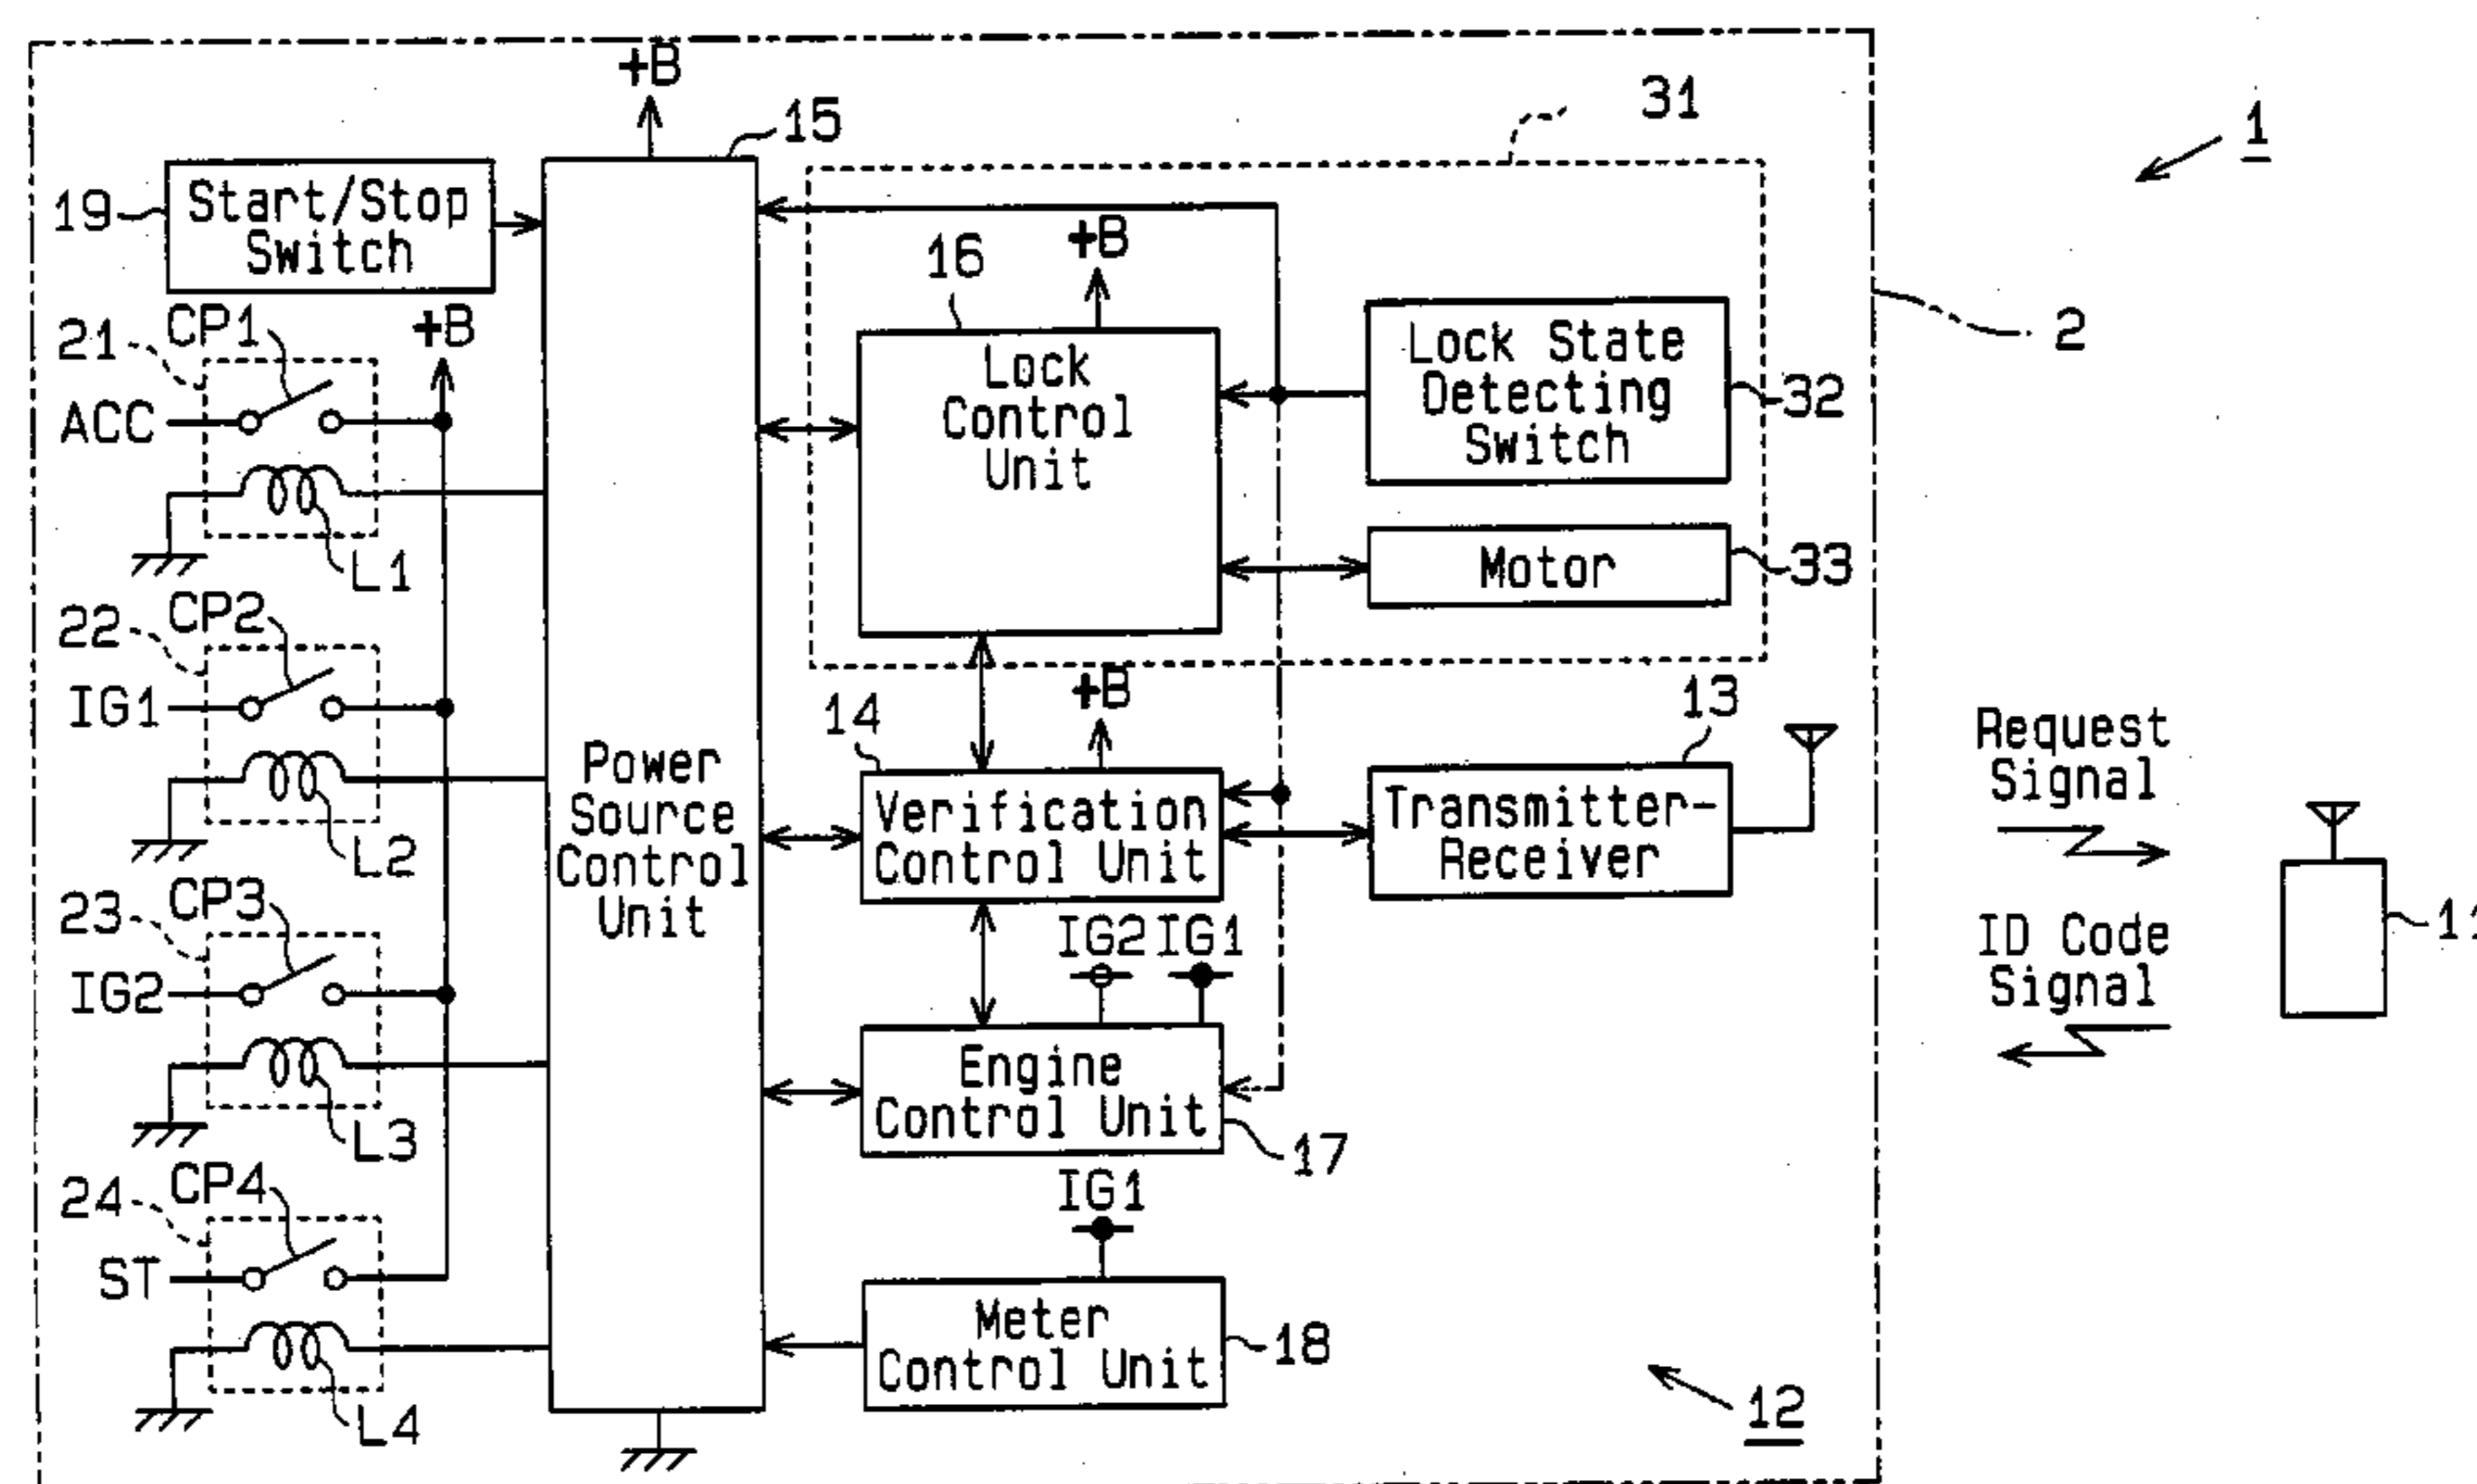 +B
31
1
15
19
Start/Stop
Switch
16
+B
2
21
CP1
+B
ACC
L1
Lock
Control
Unit
Lock State
Detecting
Switch
32
Motor
33
22
CP2
IG1
L2
Power
Source
Control
Unit
14
+B
13
Verification
Control Unit
Transmitter-
Receiver
Request
Signal
ID Code
Signal
11
23
CP3
IG2
L3
IG2 IG1
Engine
Control Unit
17
24
CP4
ST
L4
IG1
Meter
Control Unit
18
12